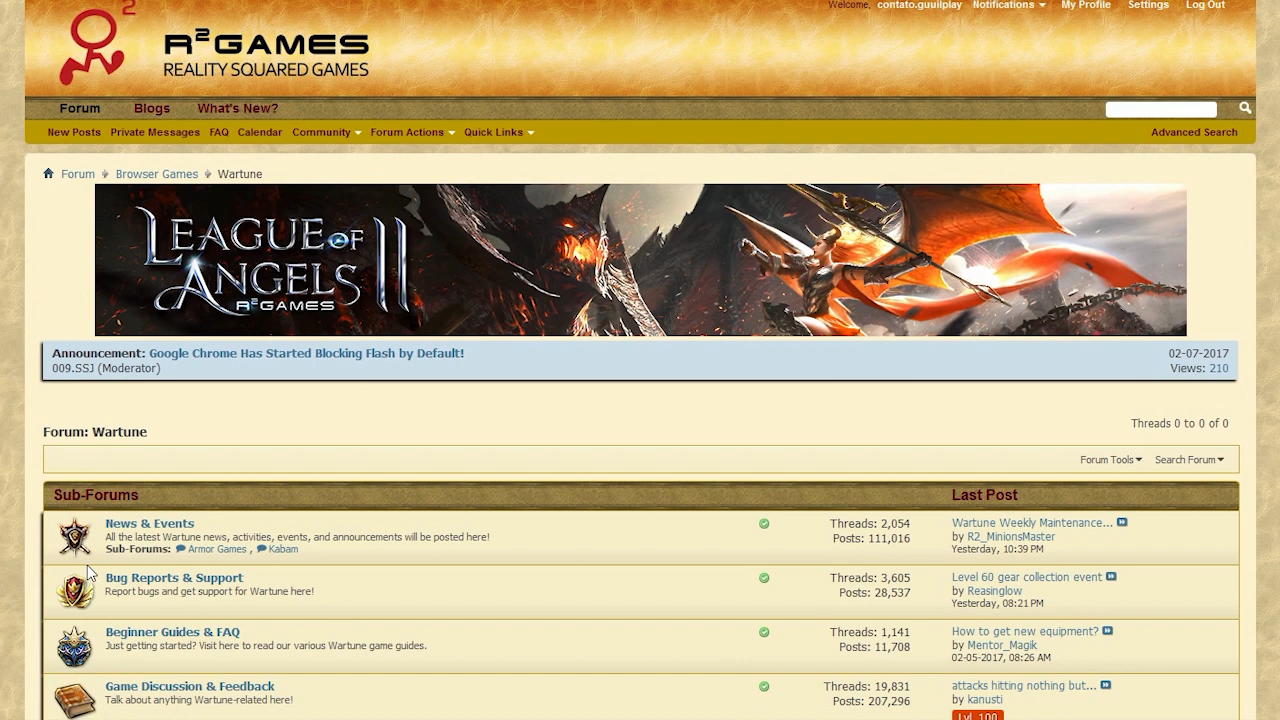 Welcome, contato.guuilplay Notifications My Profile Settings Log Out
2
R²GAMES
REALITY SQUARED GAMES
Forum Blogs What's New?
New Posts Private Messages FAQ Calendar Community Forum Actions Quick Links Advanced Search
Forum Browser Games Wartune
LEAGUE OF
ANGELS II
R²GAMES
Announcement: Google Chrome Has Started Blocking Flash by Default! 02-07-2017
009.SSJ (Moderator) Views: 210
Threads 0 to 0 of 0
Forum: Wartune
Forum Tools Search Forum
Sub-Forums Last Post
News & Events Threads: 2,054 Wartune Weekly Maintenance...
All the latest Wartune news, activities, events, and announcements will be posted here! Posts: 111,016 by R2_MinionsMaster
Sub-Forums: Armor Games , Kabam Yesterday, 10:39 PM
Bug Reports & Support Threads: 3,605 Level 60 gear collection event
Report bugs and get support for Wartune here! Posts: 28,537 by Reasinglow
Yesterday, 08:21 PM
Beginner Guides & FAQ Threads: 1,141 How to get new equipment?
Just getting started? Visit here to read our various Wartune game guides. Posts: 11,708 by Mentor_Magik
02-05-2017, 08:26 AM
Game Discussion & Feedback Threads: 19,831 attacks hitting nothing but...
Talk about anything Wartune-related here! Posts: 207,296 by kanusti
Lvl. 100